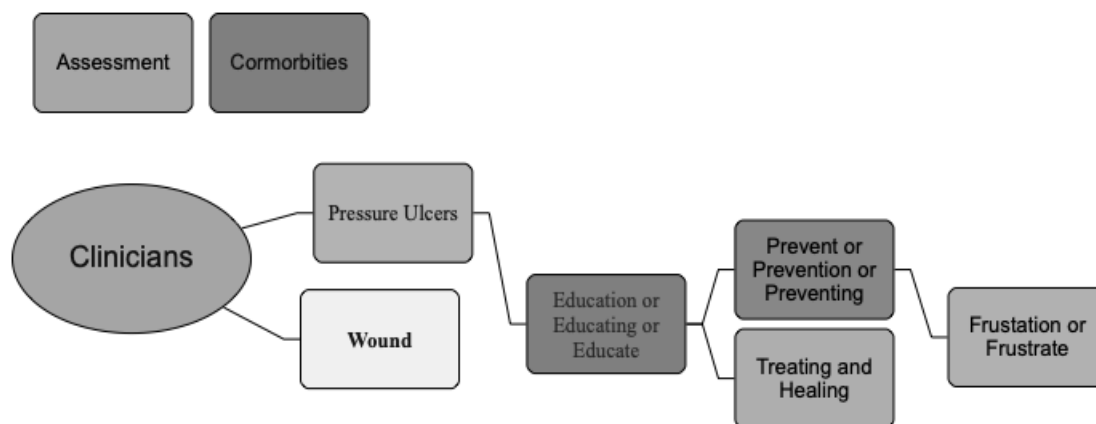 Assessment
Cormorbities
Clinicians
Pressure Ulcers
Wound
Education or
Educating or
Educate
Prevent or
Prevention or
Preventing
Treating and
Healing
Frustation or
Frustrate